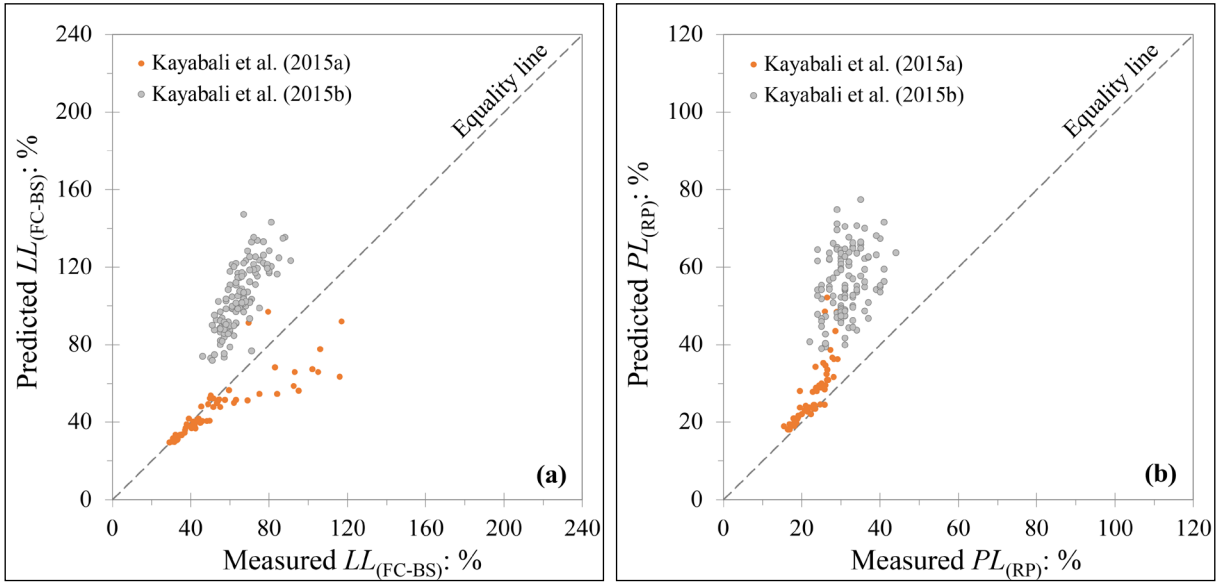 240
200
160
120
80
40
0
Predicted LL(FC-BS): %
Kayabali et al. (2015a)
Kayabali et al. (2015b)
Equality line
(a)
0 40 80 120 160 200 240
Measured LL(FC-BS): %
120
100
80
60
40
20
0
Predicted PL(RP): %
Kayabali et al. (2015a)
Kayabali et al. (2015b)
Equality line
(b)
0 20 40 60 80 100 120
Measured PL(RP): %